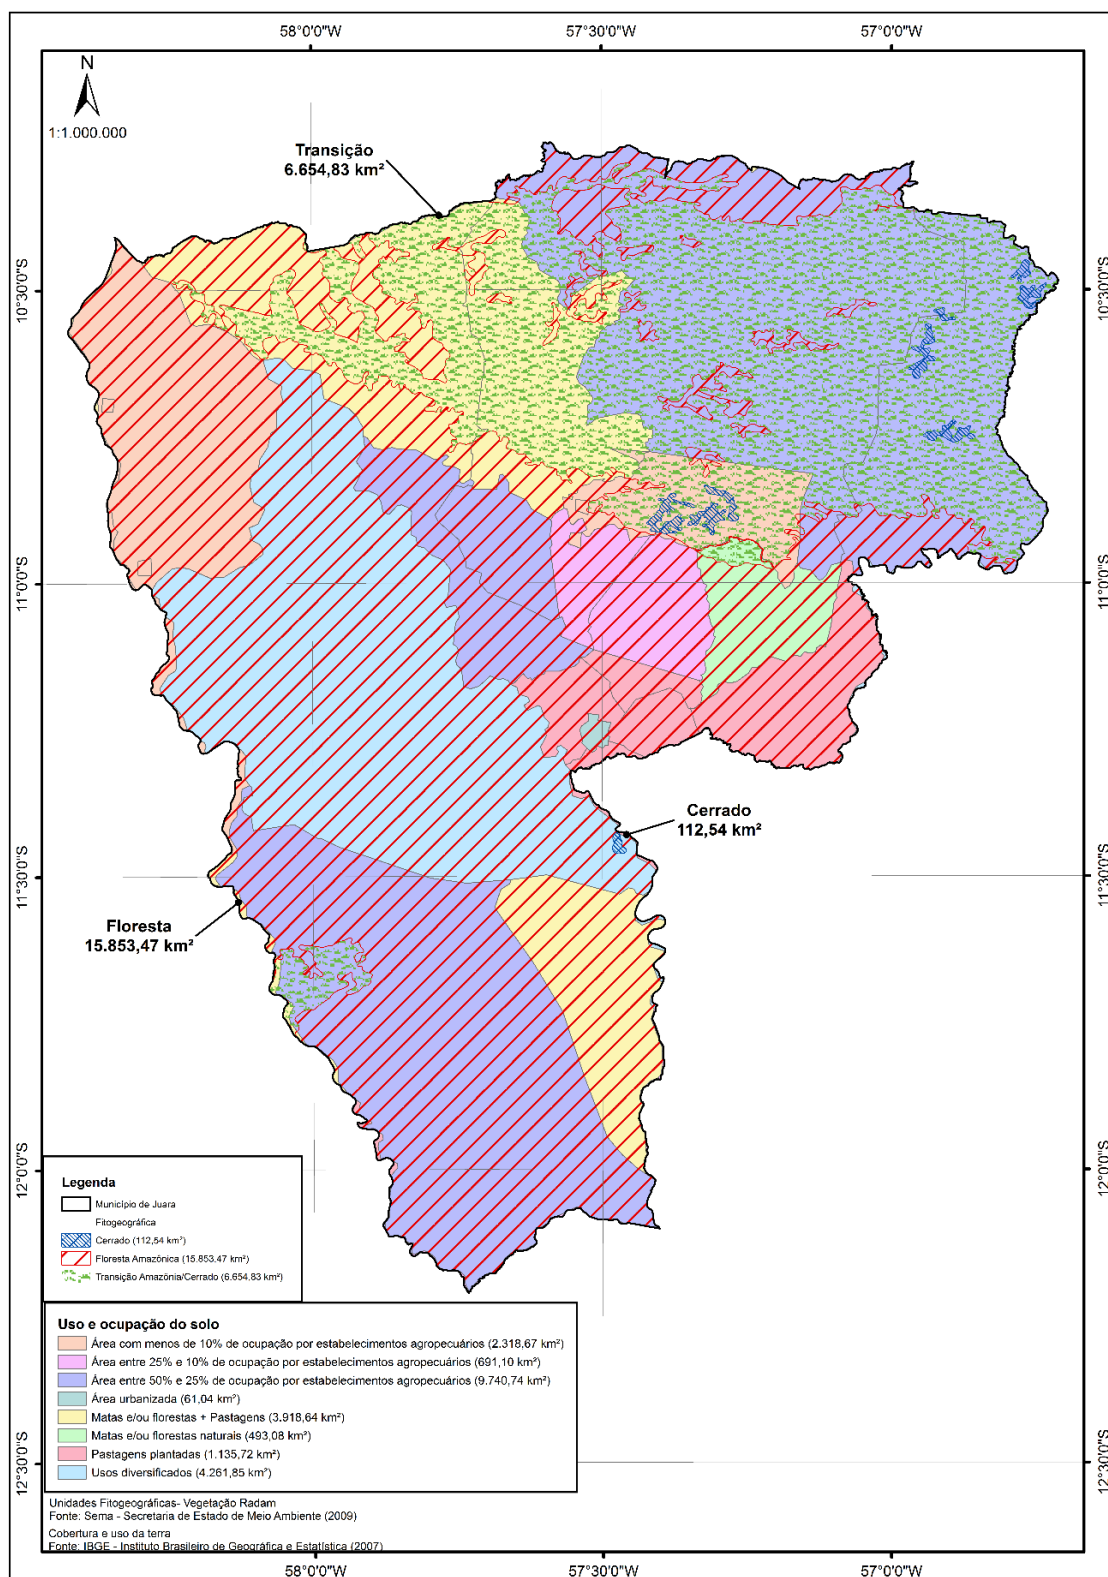 58°0'0"W
57°30'0"W
57°0'0"W
N
1:1.000.000
Transição
6.654,83 km²
10°30'0"S
10°30'0"S
11°0'0"S
11°0'0"S
Cerrado
112,54 km²
11°30'0"S
11°30'0"S
Floresta
15.853,47 km²
12°0'0"S
12°0'0"S
Legenda
Município de Juara
Fitogeográfica
Cerrado (112,54 km²)
Floresta Amazônica (15.853.47 km²)
Transição Amazônia/Cerrado (6.654,83 km²)
Uso e ocupação do solo
Área com menos de 10% de ocupação por estabelecimentos agropecuários (2.318,67 km²)
Área entre 25% e 10% de ocupação por estabelecimentos agropecuários (691,10 km²)
Área entre 50% e 25% de ocupação por estabelecimentos agropecuários (9.740,74 km²)
Área urbanizada (61,04 km²)
Matas e/ou florestas + Pastagens (3.918,64 km²)
Matas e/ou florestas naturais (493,08 km²)
Pastagens plantadas (1.135,72 km²)
Usos diversificados (4.261,85 km²)
12°30'0"S
12°30'0"S
Unidades Fitogeográficas- Vegetação Radam
Fonte: Sema - Secretaria de Estado de Meio Ambiente (2009)
Cobertura e uso da terra
Fonte: IBGE - Instituto Brasileiro de Geográfica e Estatística (2007)
58°0'0"W
57°30'0"W
57°0'0"W